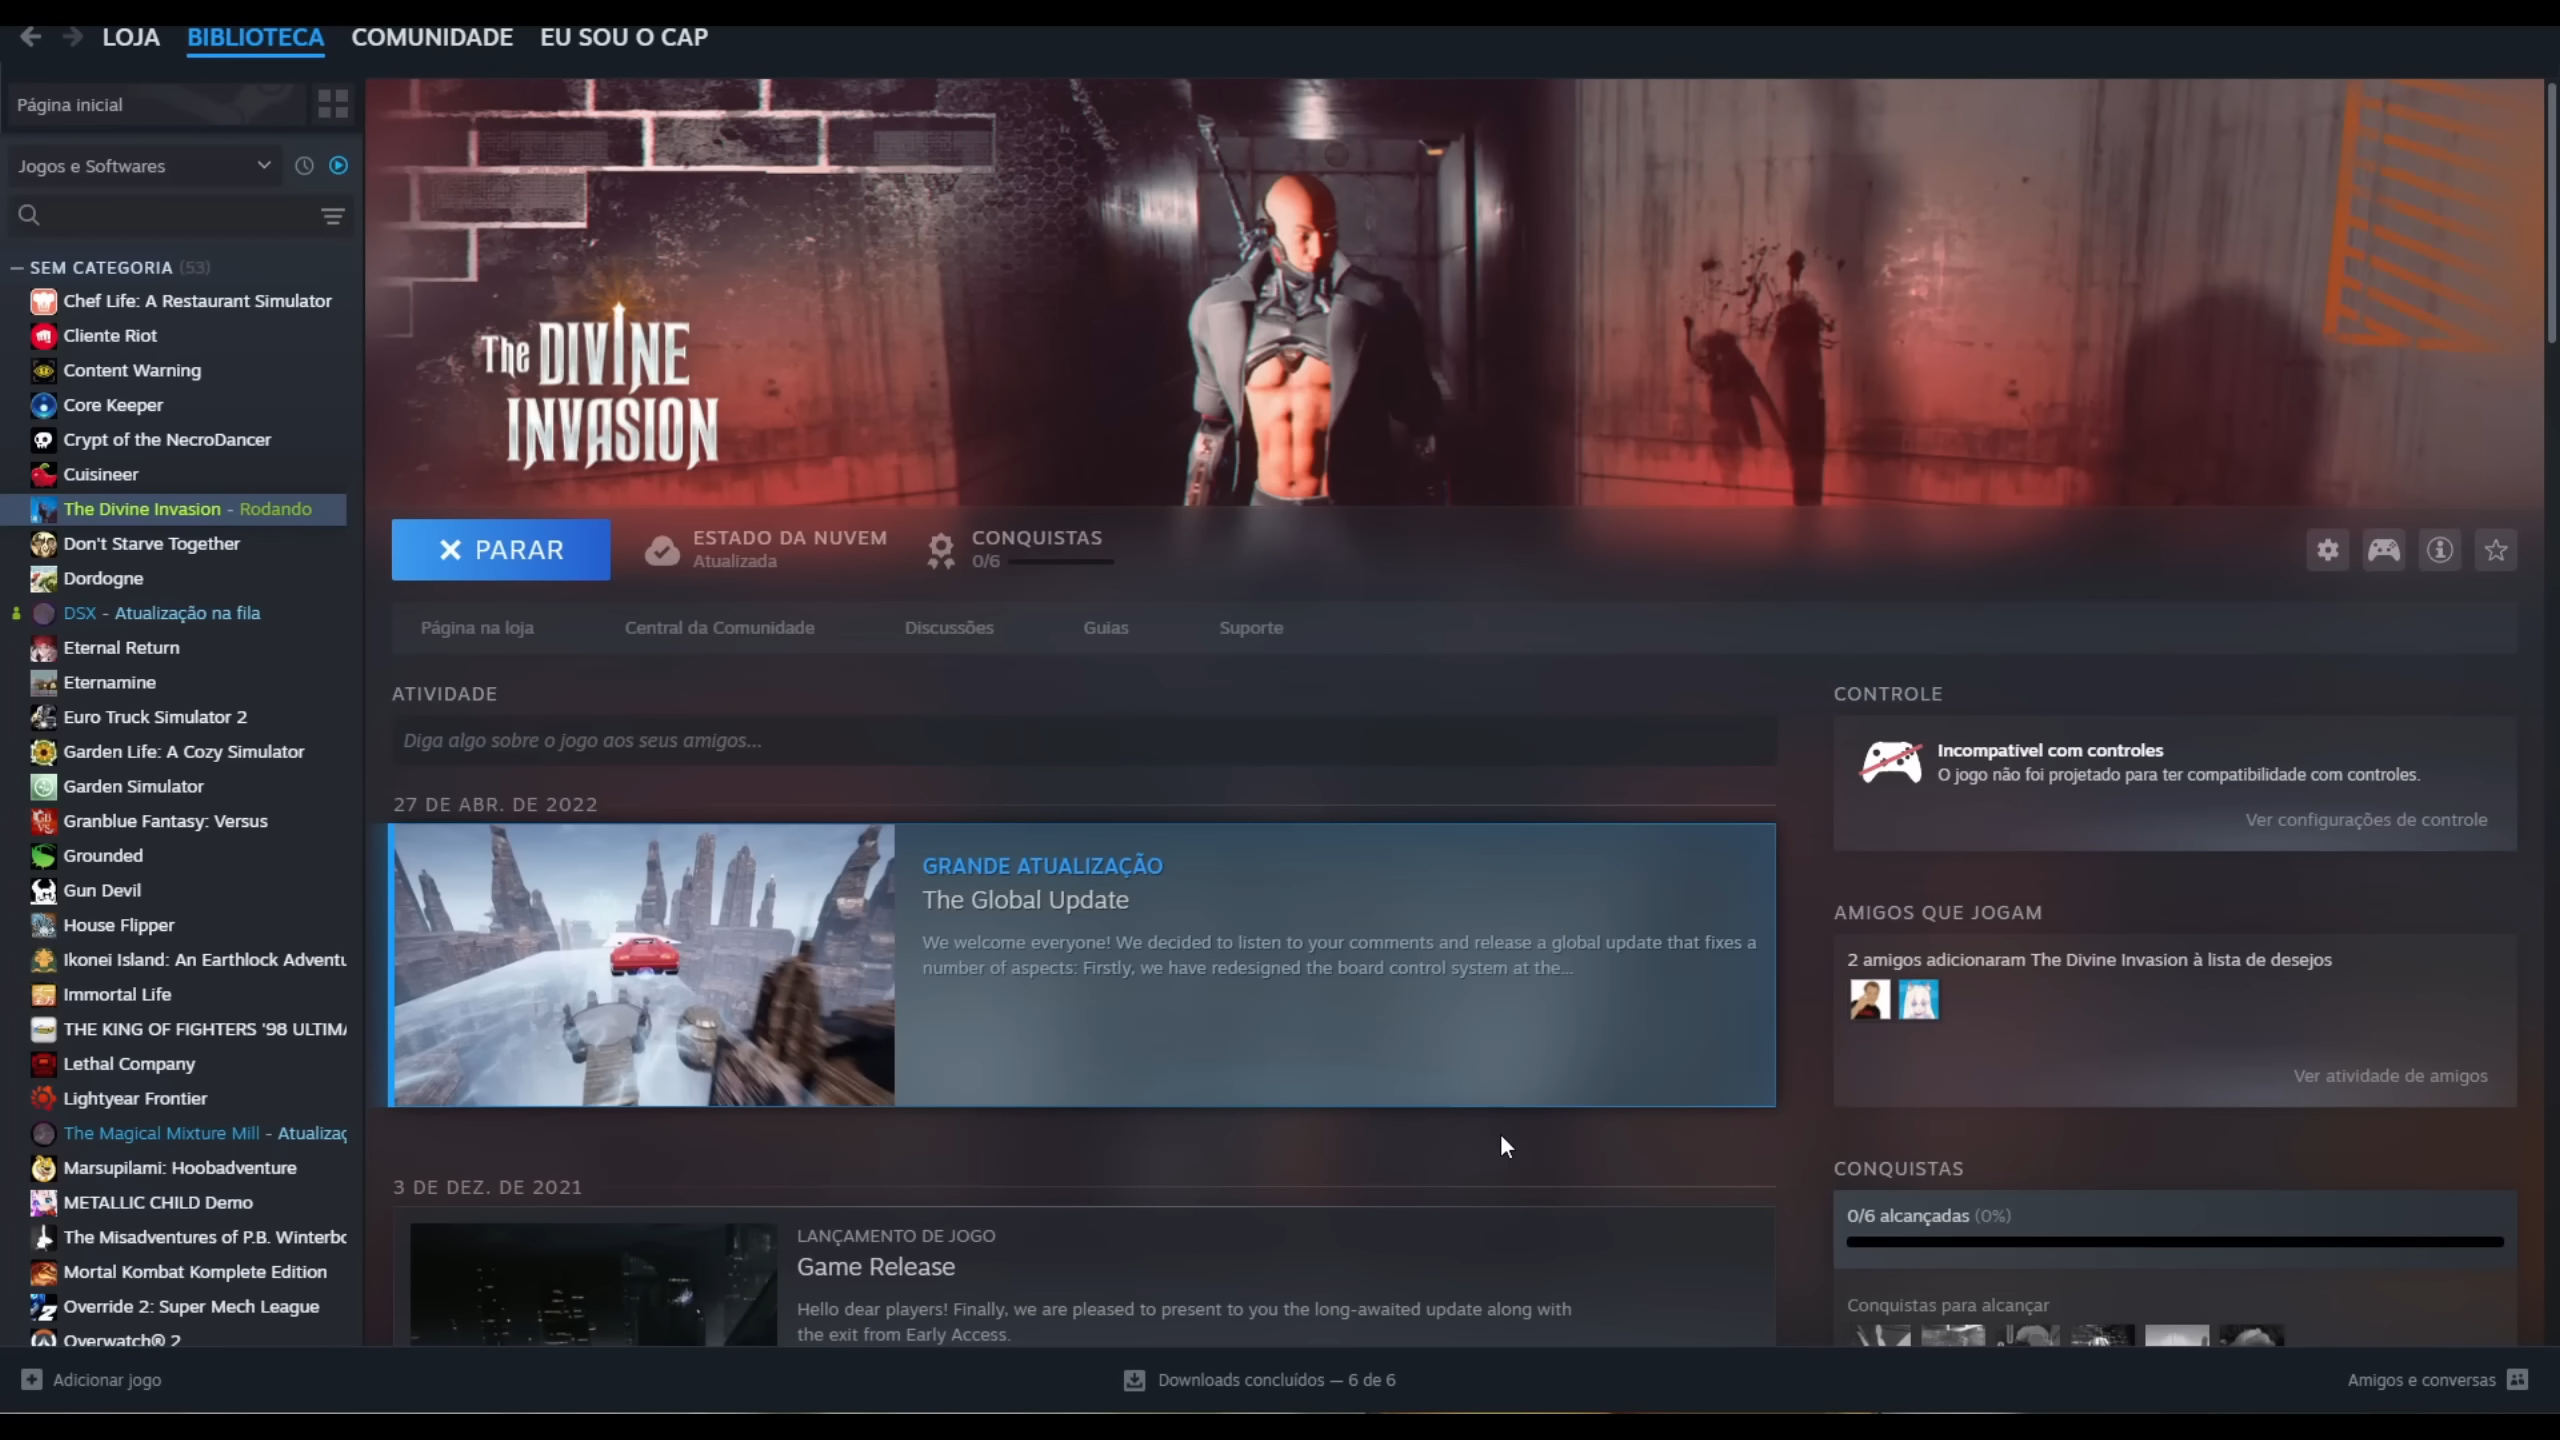 LOJA BIBLIOTECA COMUNIDADE EU SOU O CAP
Página inicial
Jogos e Softwares
SEM CATEGORIA (53)
Chef Life: A Restaurant Simulator
Cliente Riot
Content Warning
Core Keeper
Crypt of the NecroDancer
Cuisineer
The Divine Invasion - Rodando
Don't Starve Together
Dordogne
DSX - Atualização na fila
Eternal Return
Eternamine
Euro Truck Simulator 2
Garden Life: A Cozy Simulator
Garden Simulator
Granblue Fantasy: Versus
Grounded
Gun Devil
House Flipper
Ikonei Island: An Earthlock Adventu
Immortal Life
THE KING OF FIGHTERS '98 ULTIMA
Lethal Company
Lightyear Frontier
The Magical Mixture Mill - Atualizaç
Marsupilami: Hoobadventure
METALLIC CHILD Demo
The Misadventures of P.B. Winterbo
Mortal Kombat Komplete Edition
Override 2: Super Mech League
Overwatch® 2
The DIVINE
INVASION
PARAR
ESTADO DA NUVEM
Atualizada
CONQUISTAS
0/6
Página na loja Central da Comunidade Discussões Guias Suporte
ATIVIDADE
Diga algo sobre o jogo aos seus amigos...
27 DE ABR. DE 2022
GRANDE ATUALIZAÇÃO
The Global Update
We welcome everyone! We decided to listen to your comments and release a global update that fixes a
number of aspects: Firstly, we have redesigned the board control system at the...
3 DE DEZ. DE 2021
LANÇAMENTO DE JOGO
Game Release
Hello dear players! Finally, we are pleased to present to you the long-awaited update along with
the exit from Early Access.
CONTROLE
Incompatível com controles
O jogo não foi projetado para ter compatibilidade com controles.
Ver configurações de controle
AMIGOS QUE JOGAM
2 amigos adicionaram The Divine Invasion à lista de desejos
Ver atividade de amigos
CONQUISTAS
0/6 alcançadas (0%)
Conquistas para alcançar
Adicionar jogo
Downloads concluídos — 6 de 6
Amigos e conversas